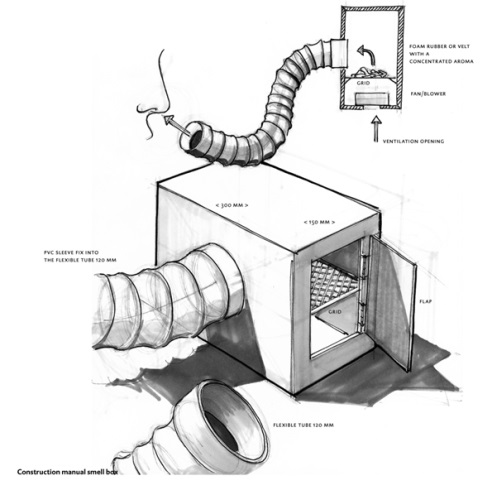 FOAM RUBBER OR VELT
WITH A
CONCENTRATED AROMA
GRID
FAN/BLOWER
VENTILATION OPENING
< 300 MM >
< 150 MM >
PVC SLEEVE FIX INTO
THE FLEXIBLE TUBE 120 MM
FLAP
GRID
FLEXIBLE TUBE 120 MM
Construction manual smell box